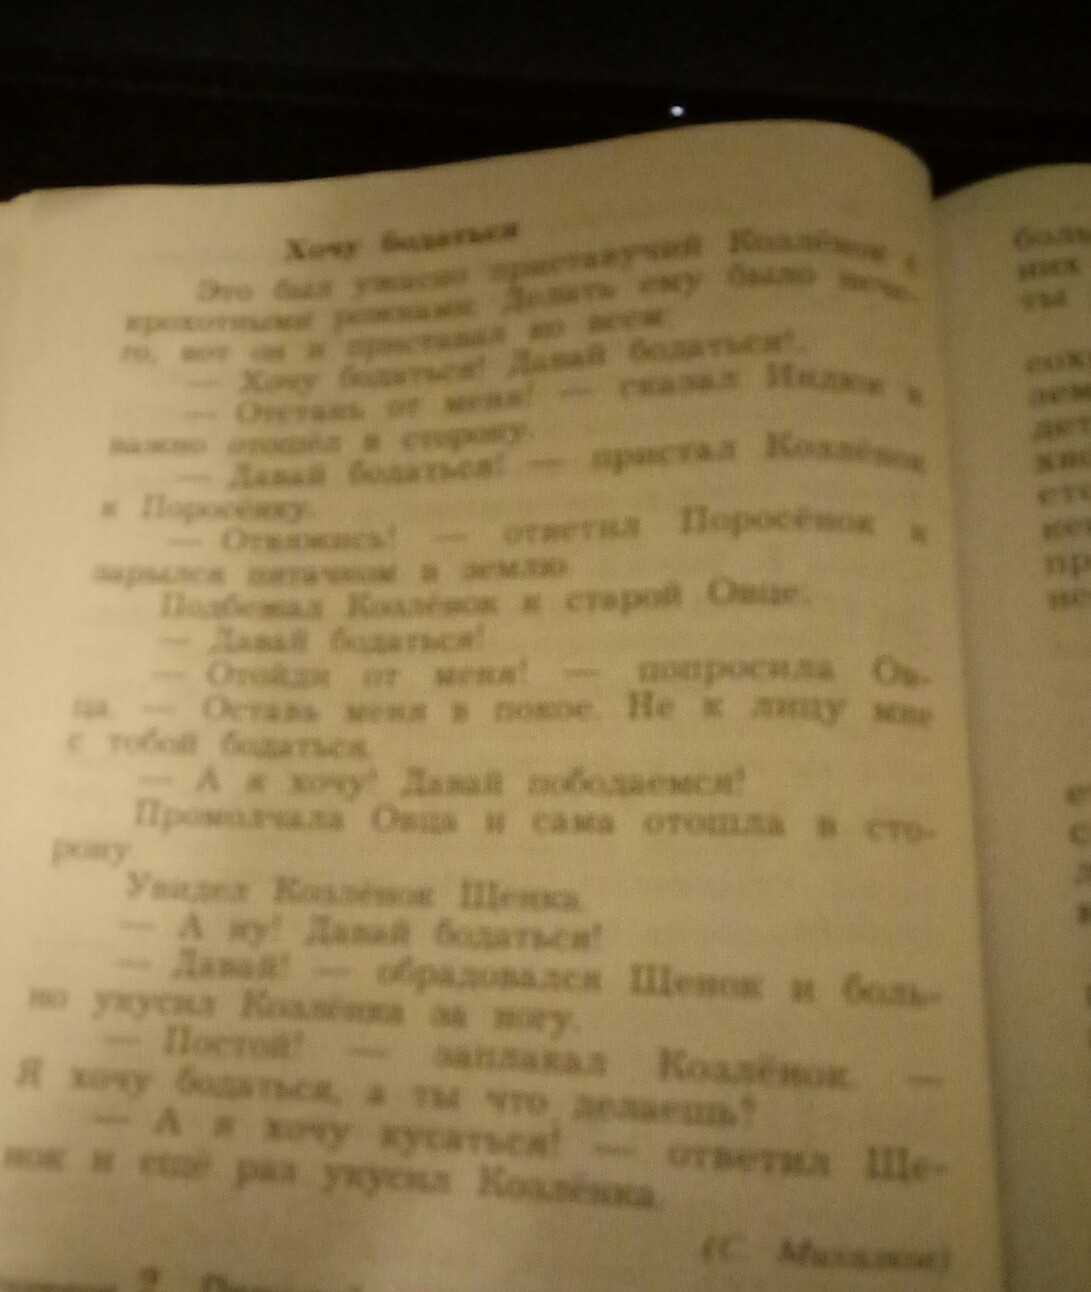 Хочу бодаться
Это был ужасно приставучий Козлёнок с
крохотными рожками. Делать ему было нече-
го, вот он и приставал ко всем:
— Хочу бодаться! Давай бодаться!..
— Отстань от меня! — сказал Индюк и
важно отошёл в сторону.
— Давай бодаться! — пристал Козлёнок
к Поросёнку.
— Отвяжись! — ответил Поросёнок и
зарылся пятачком в землю.
Подбежал Козлёнок к старой Овце:
— Давай бодаться!
— Отойди от меня! — попросила Ов-
ца. — Оставь меня в покое. Не к лицу мне
с тобой бодаться.
— А я хочу! Давай пободаемся!
Промолчала Овца и сама отошла в сто-
рону.
Увидел Козлёнок Щенка.
— А ну! Давай бодаться!
— Давай! — обрадовался Щенок и боль-
но укусил Козлёнка за ногу.
— Постой! — заплакал Козлёнок. —
Я хочу бодаться, а ты что делаешь?
— А я хочу кусаться! — ответил Ще-
нок и ещё раз укусил Козлёнка.
(С. Михалков)